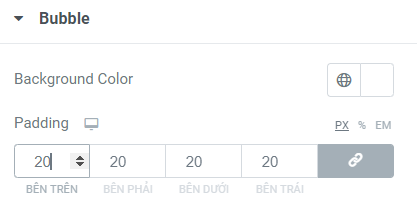 Bubble
Background Color
Padding PX % EM
20 20 20 20
BÊN TRÊN BÊN PHẢI BÊN DƯỚI BÊN TRÁI